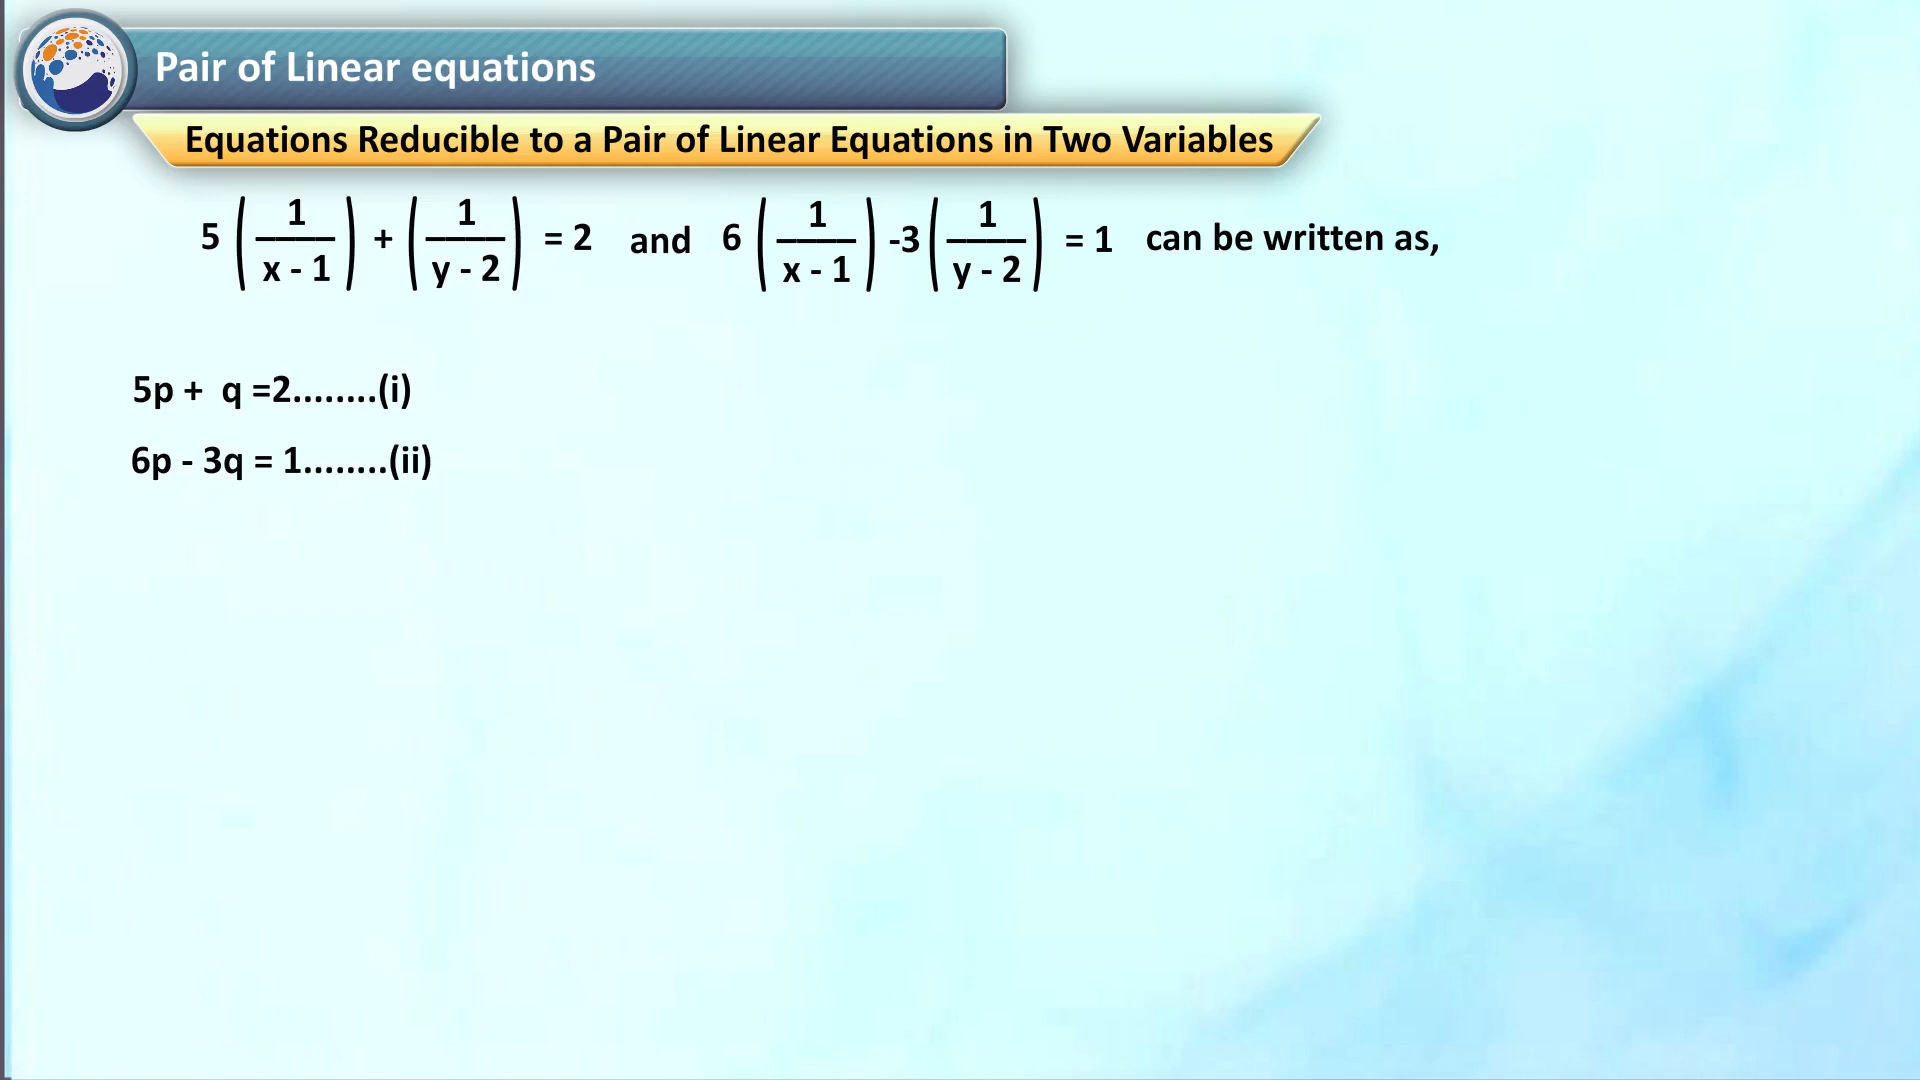 Pair of Linear equations
Equations Reducible to a Pair of Linear Equations in Two Variables
5 (1/(x - 1)) + (1/(y - 2)) = 2 and 6 (1/(x - 1)) -3 (1/(y - 2)) = 1 can be written as,
5p + q =2........(i)
6p - 3q = 1........(ii)